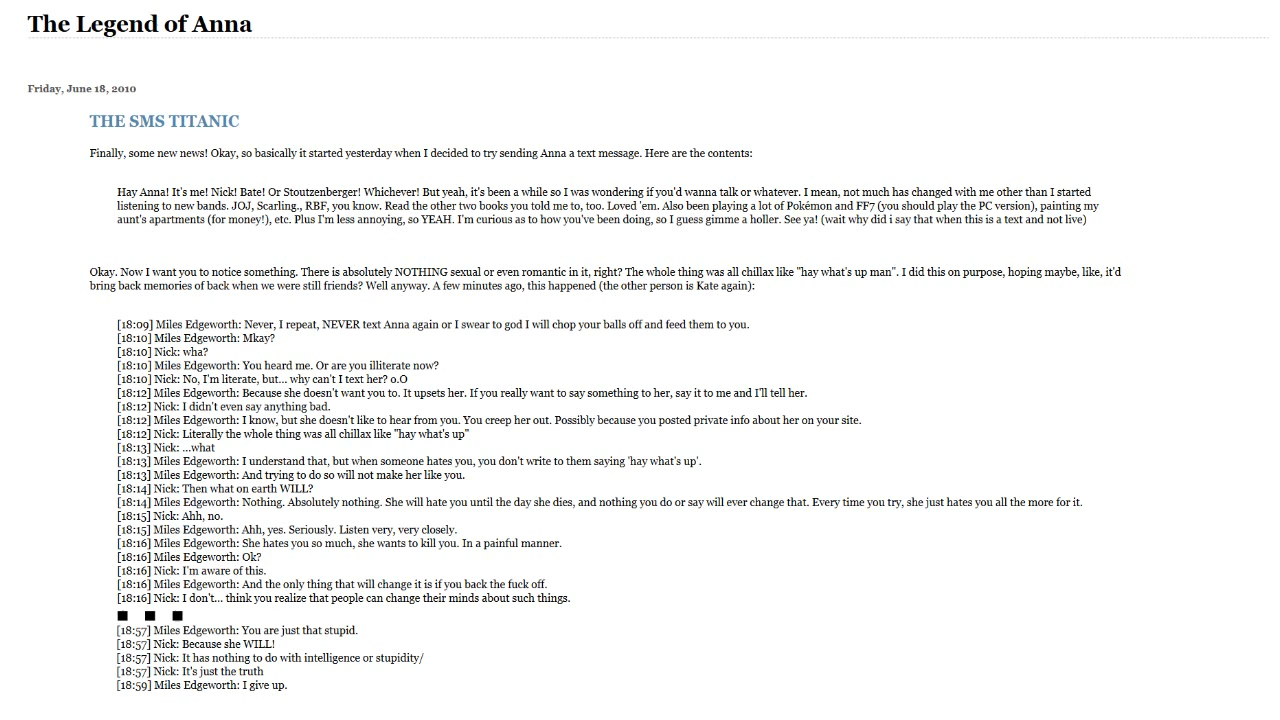 The Legend of Anna
Friday, June 18, 2010
THE SMS TITANIC
Finally, some new news! Okay, so basically it started yesterday when I decided to try sending Anna a text message. Here are the contents:
Hay Anna! It's me! Nick! Bate! Or Stoutzenberger! Whichever! But yeah, it's been a while so I was wondering if you'd wanna talk or whatever. I mean, not much has changed with me other than I started
listening to new bands. JOJ, Scarling., RBF, you know. Read the other two books you told me to, too. Loved 'em. Also been playing a lot of Pokémon and FF7 (you should play the PC version), painting my
aunt's apartments (for money!), etc. Plus I'm less annoying, so YEAH. I'm curious as to how you've been doing, so I guess gimme a holler. See ya! (wait why did i say that when this is a text and not live)
Okay. Now I want you to notice something. There is absolutely NOTHING sexual or even romantic in it, right? The whole thing was all chillax like "hay what's up man". I did this on purpose, hoping maybe, like, it'd
bring back memories of back when we were still friends? Well anyway. A few minutes ago, this happened (the other person is Kate again):
[18:09] Miles Edgeworth: Never, I repeat, NEVER text Anna again or I swear to god I will chop your balls off and feed them to you.
[18:10] Miles Edgeworth: Mkay?
[18:10] Nick: wha?
[18:10] Miles Edgeworth: You heard me. Or are you illiterate now?
[18:10] Nick: No, I'm literate, but... why can't I text her? o.O
[18:12] Miles Edgeworth: Because she doesn't want you to. It upsets her. If you really want to say something to her, say it to me and I'll tell her.
[18:12] Nick: I didn't even say anything bad.
[18:12] Miles Edgeworth: I know, but she doesn't like to hear from you. You creep her out. Possibly because you posted private info about her on your site.
[18:12] Nick: Literally the whole thing was all chillax like "hay what's up"
[18:13] Nick: ...what
[18:13] Miles Edgeworth: I understand that, but when someone hates you, you don't write to them saying 'hay what's up'.
[18:13] Miles Edgeworth: And trying to do so will not make her like you.
[18:14] Nick: Then what on earth WILL?
[18:14] Miles Edgeworth: Nothing. Absolutely nothing. She will hate you until the day she dies, and nothing you do or say will ever change that. Every time you try, she just hates you all the more for it.
[18:15] Nick: Ahh, no.
[18:15] Miles Edgeworth: Ahh, yes. Seriously. Listen very, very closely.
[18:16] Miles Edgeworth: She hates you so much, she wants to kill you. In a painful manner.
[18:16] Miles Edgeworth: Ok?
[18:16] Nick: I'm aware of this.
[18:16] Miles Edgeworth: And the only thing that will change it is if you back the fuck off.
[18:16] Nick: I don't... think you realize that people can change their minds about such things.
[18:57] Miles Edgeworth: You are just that stupid.
[18:57] Nick: Because she WILL!
[18:57] Nick: It has nothing to do with intelligence or stupidity/
[18:57] Nick: It's just the truth
[18:59] Miles Edgeworth: I give up.